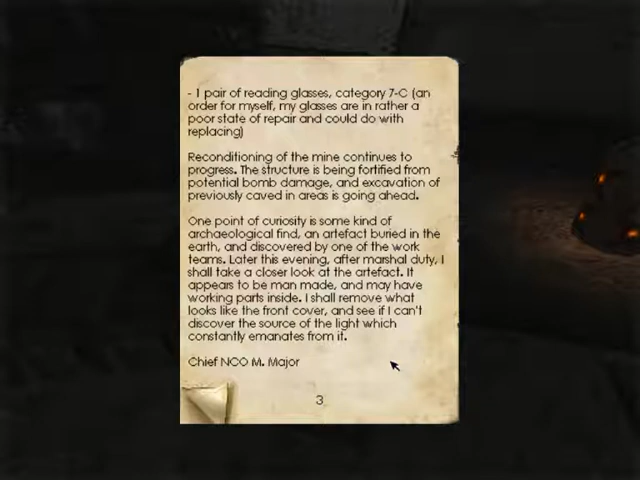 - 1 pair of reading glasses, category 7-C (an
order for myself, my glasses are in rather a
poor state of repair and could do with
replacing)
Reconditioning of the mine continues to
progress. The structure is being fortified from
potential bomb damage, and excavation of
previously caved in areas is going ahead.
One point of curiosity is some kind of
archaeological find, an artefact buried in the
earth, and discovered by one of the work
teams. Later this evening, after marshal duty, I
shall take a closer look at the artefact. It
appears to be man made, and may have
working parts inside. I shall remove what
looks like the front cover, and see if I can't
discover the source of the light which
constantly emanates from it.
Chief NCO M. Major
3